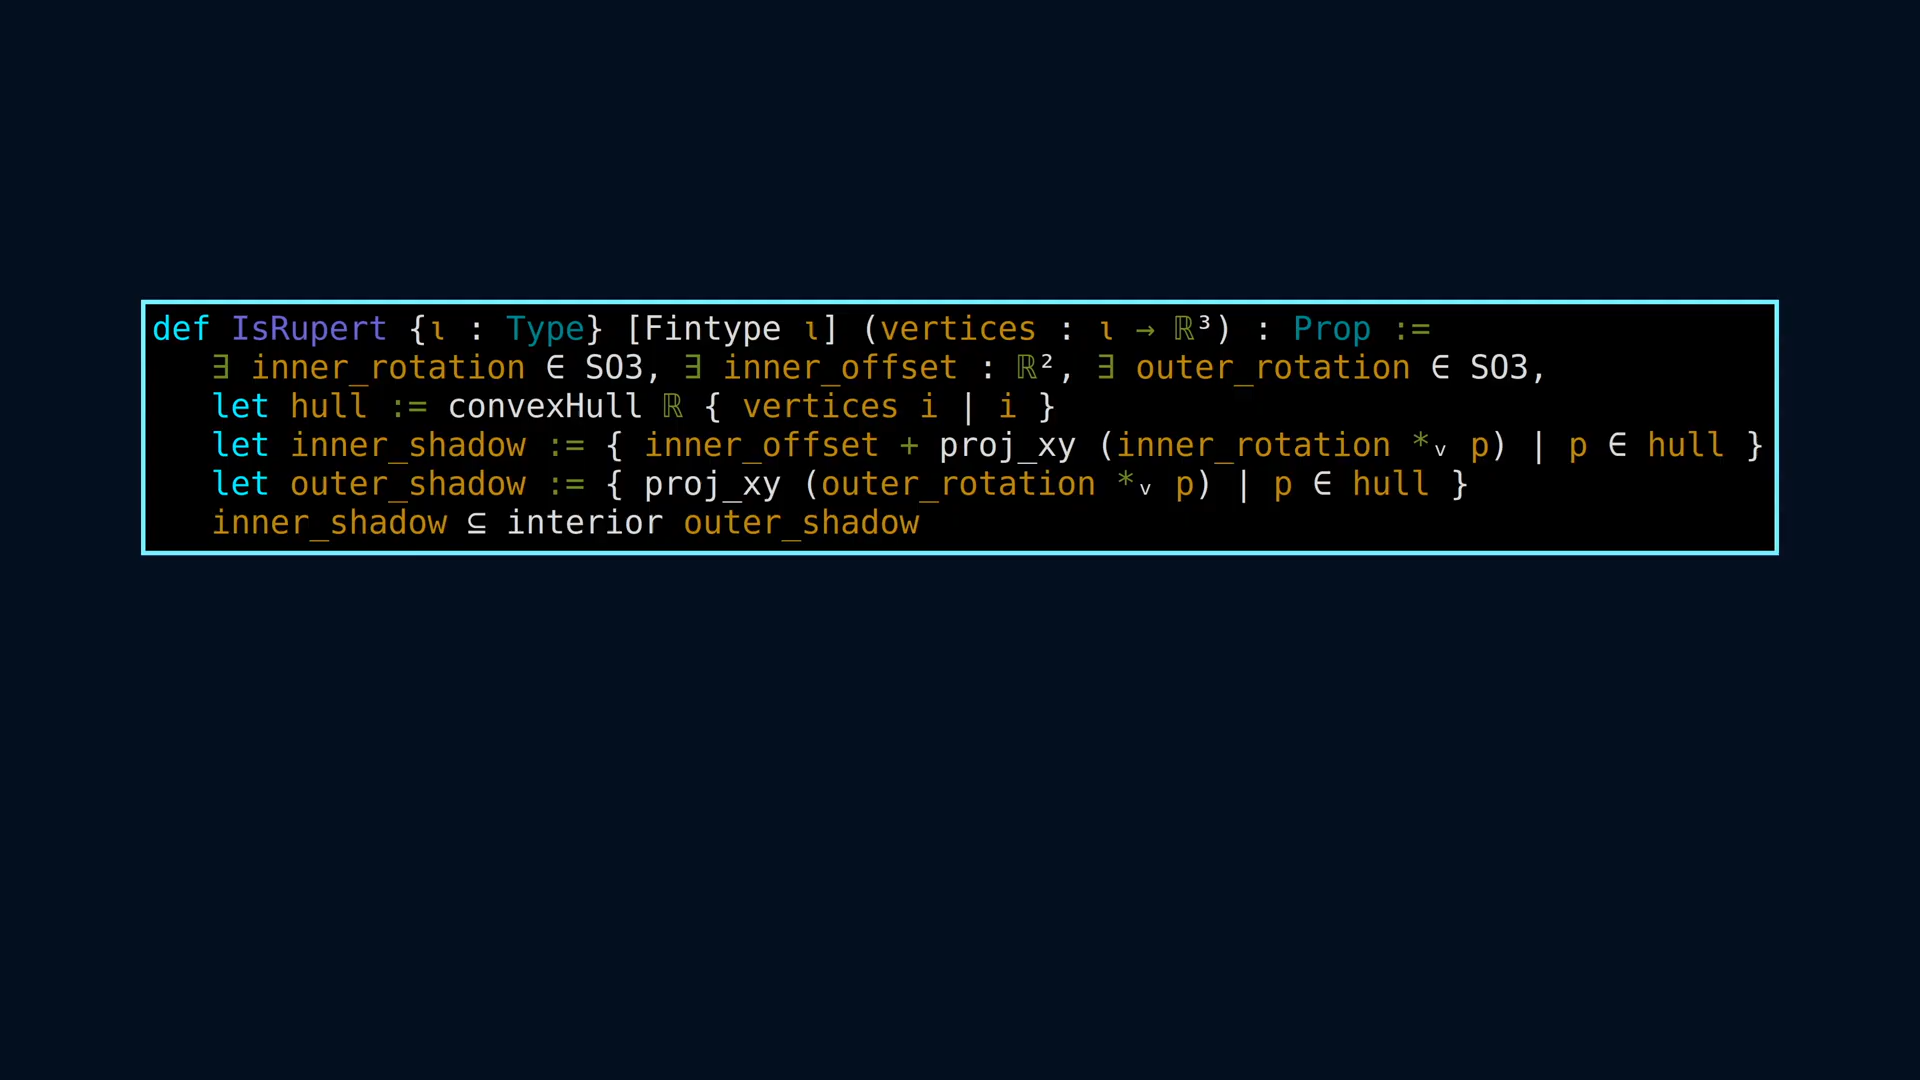 def IsRupert {ι : Type} [Fintype ι] (vertices : ι → ℝ³) : Prop :=
∃ inner_rotation ∈ SO3, ∃ inner_offset : ℝ², ∃ outer_rotation ∈ SO3,
let hull := convexHull ℝ { vertices i | i }
let inner_shadow := { inner_offset + proj_xy (inner_rotation *ᵥ p) | p ∈ hull }
let outer_shadow := { proj_xy (outer_rotation *ᵥ p) | p ∈ hull }
inner_shadow ⊆ interior outer_shadow